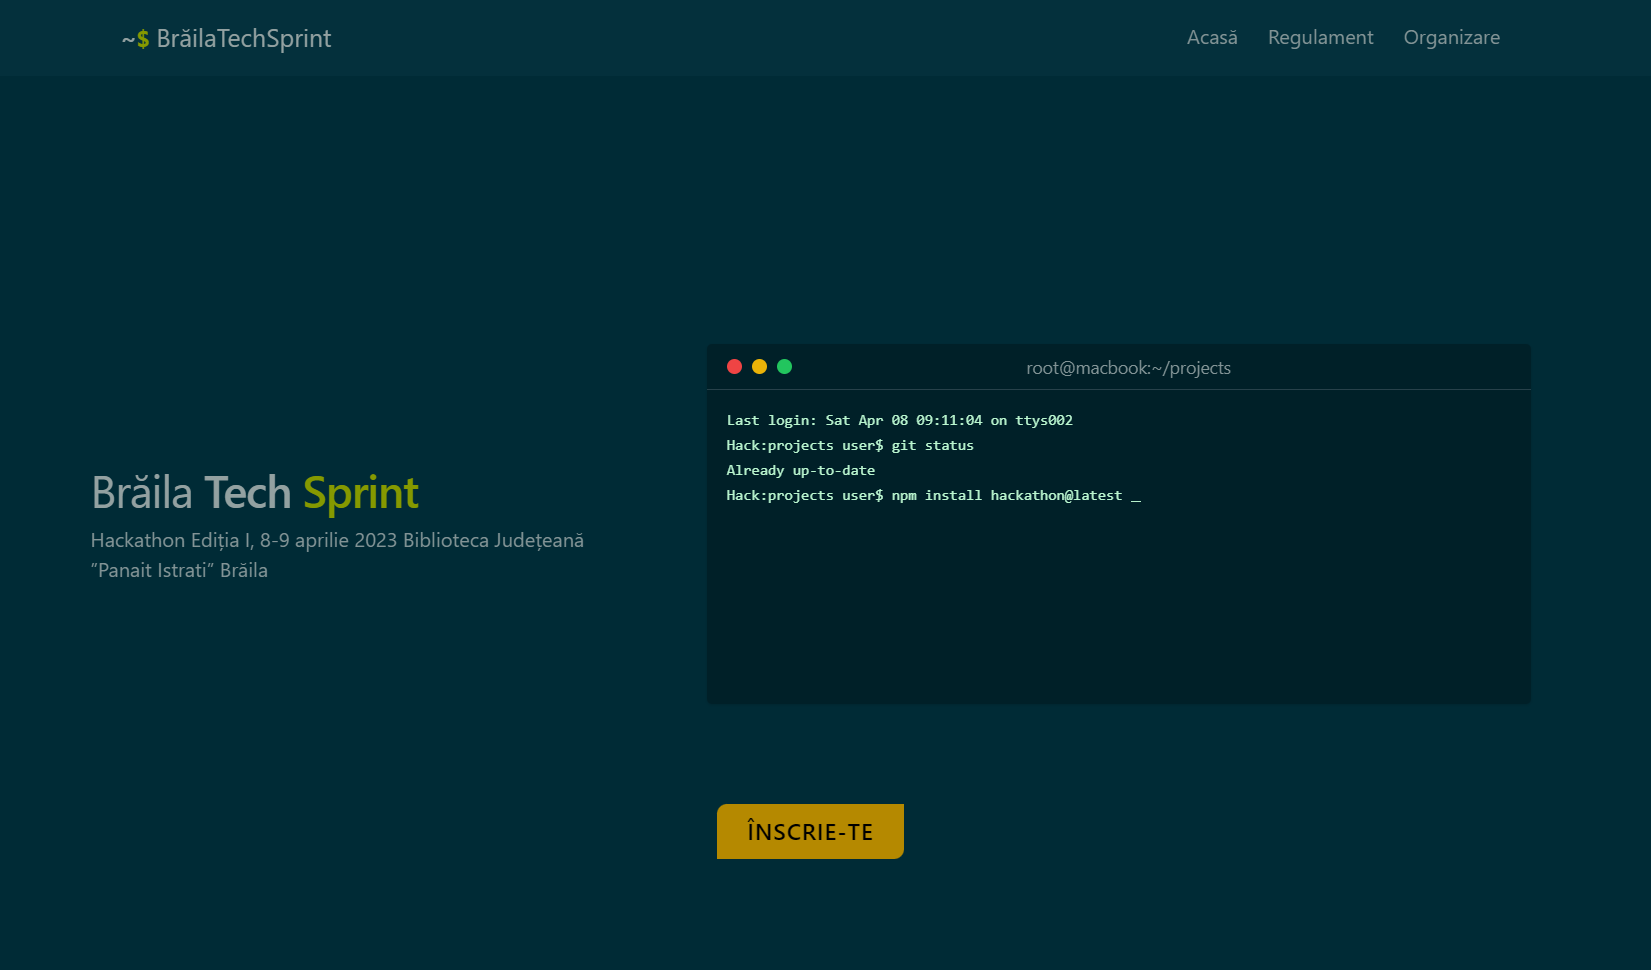 ~$ BrăilaTechSprint
Acasă Regulament Organizare
Brăila Tech Sprint
Hackathon Ediția I, 8-9 aprilie 2023 Biblioteca Județeană
“Panait Istrati” Brăila
root@macbook:~/projects
Last login: Sat Apr 08 09:11:04 on ttys002
Hack:projects user$ git status
Already up-to-date
Hack:projects user$ npm install hackathon@latest _
ÎNSCRIE-TE